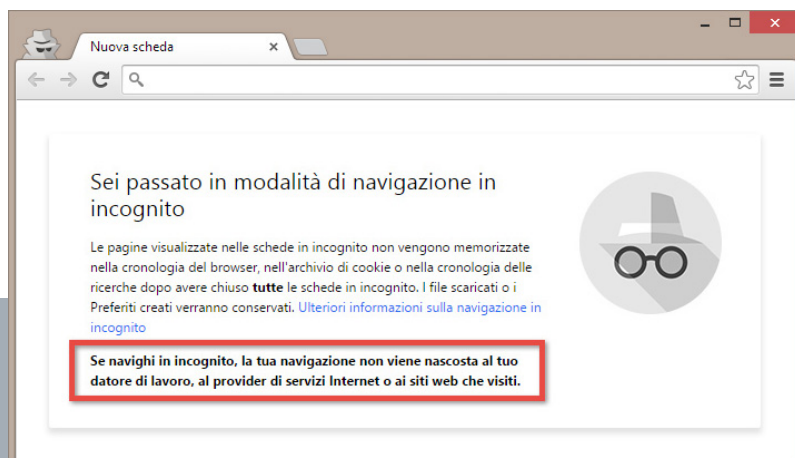 Nuova scheda
Sei passato in modalità di navigazione in
incognito
Le pagine visualizzate nelle schede in incognito non vengono memorizzate
nella cronologia del browser, nell'archivio di cookie o nella cronologia delle
ricerche dopo avere chiuso tutte le schede in incognito. I file scaricati o i
Preferiti creati verranno conservati. Ulteriori informazioni sulla navigazione in
incognito
Se navighi in incognito, la tua navigazione non viene nascosta al tuo
datore di lavoro, al provider di servizi Internet o ai siti web che visiti.